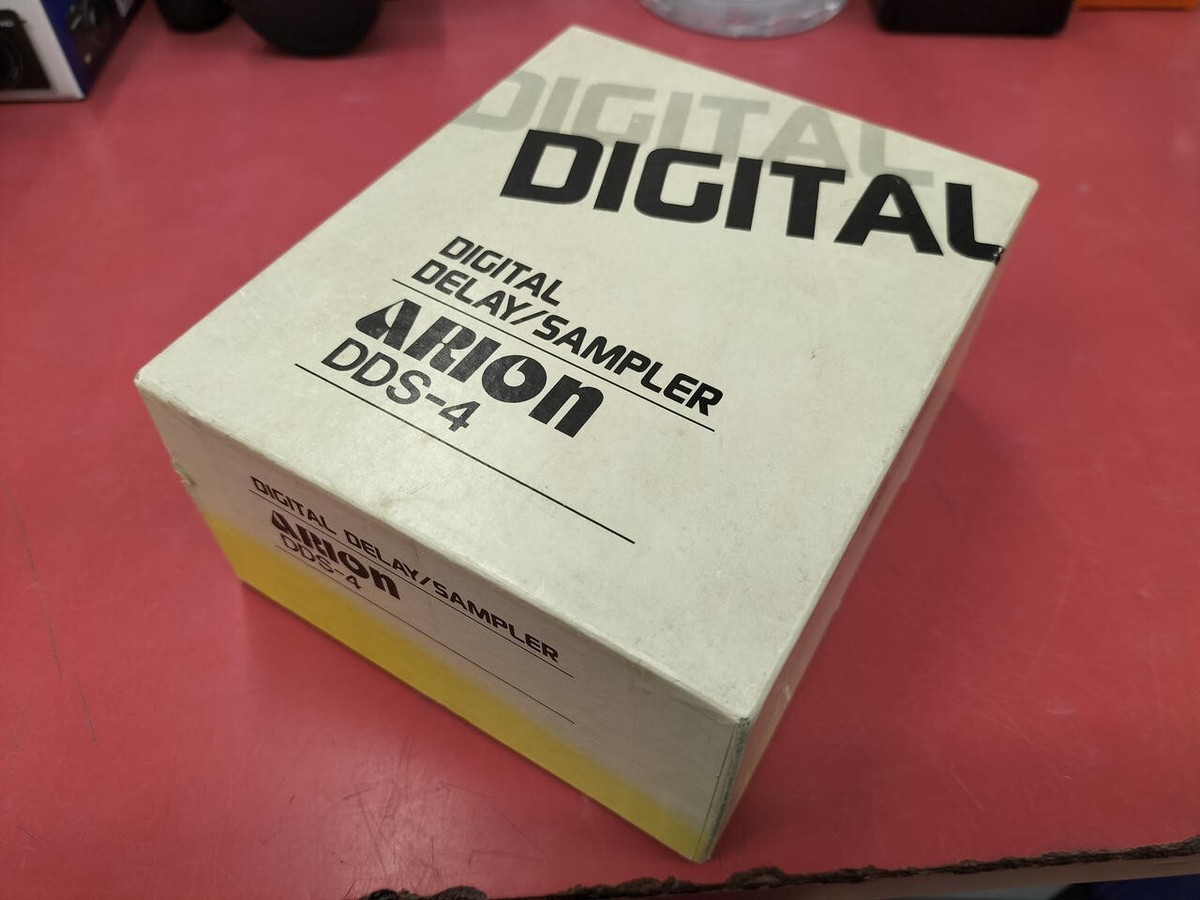 DIGITAL
DIGITAL
DIGITAL
DELAY/SAMPLER
ARION
DDS-4
DIGITAL DELAY/SAMPLER
ARION
DDS-4